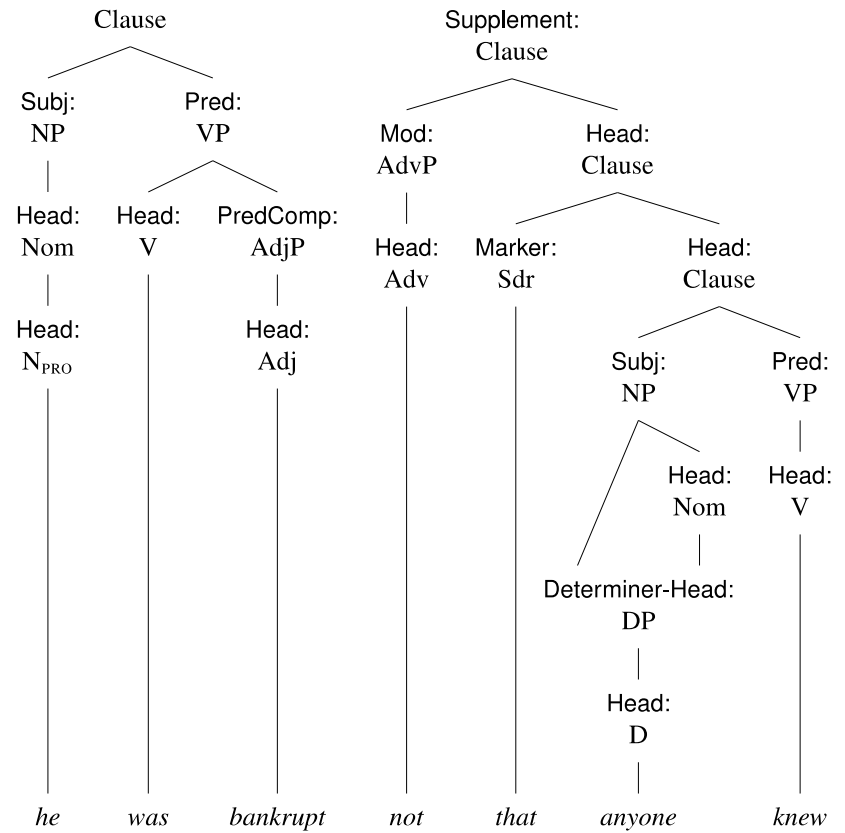 Clause Supplement:
Clause
Subj: Pred: Mod: Head:
NP VP AdvP Clause
Head: Head: PredComp: Head: Marker: Head:
Nom V AdjP Adv Sdr Clause
Head: Head: Subj: Pred:
N_PRO Adj NP VP
Head: Head:
Nom V
Determiner-Head:
DP
Head:
D
he was bankrupt not that anyone knew